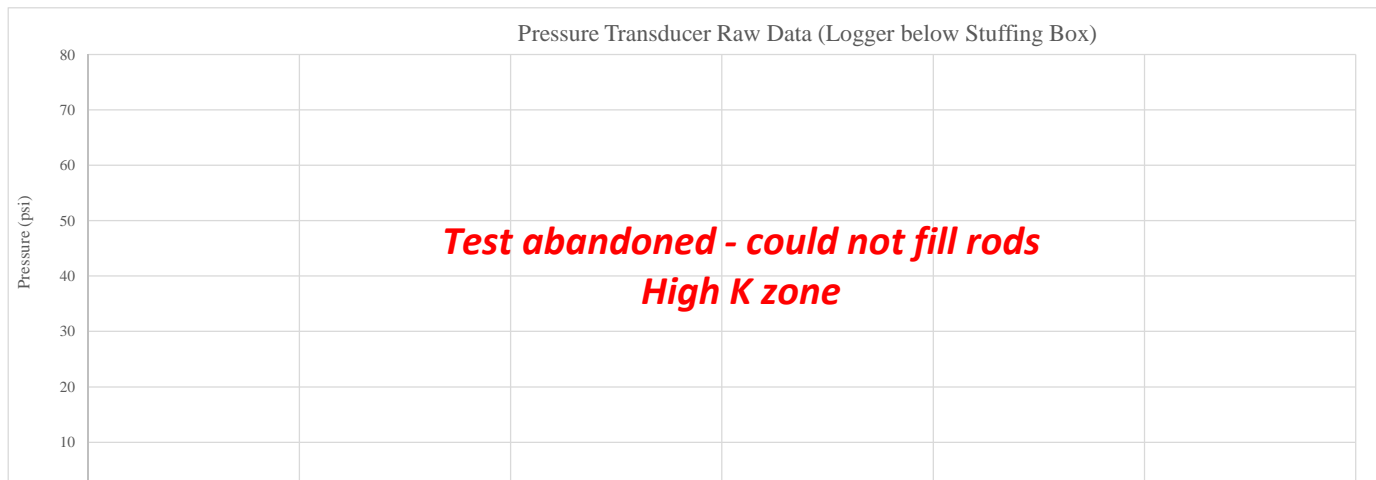 Pressure Transducer Raw Data (Logger below Stuffing Box)
80
70
60
50
40
30
20
10
Pressure (psi)
Test abandoned - could not fill rods
High K zone